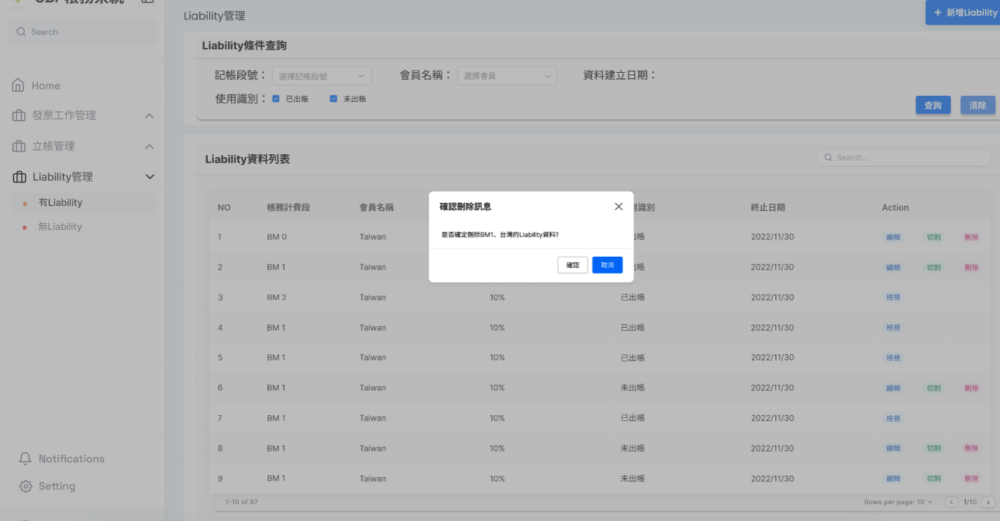 帳務系統
Search
Home
發票工作管理
立帳管理
Liability管理
有Liability
無Liability
Notifications
Setting
Liability管理
+ 新增Liability
Liability條件查詢
記帳段號： 選擇記帳段號 會員名稱： 選擇會員 資料建立日期：
使用識別： 已出帳 未出帳
查詢 清除
Liability資料列表
Search...
NO 帳務計費段 會員名稱 識別 終止日期 Action
1 BM 0 Taiwan 出帳 2022/11/30 編輯 切割 刪除
2 BM 1 Taiwan 出帳 2022/11/30 編輯 切割 刪除
3 BM 2 Taiwan 10% 已出帳 2022/11/30 檢視
4 BM 1 Taiwan 10% 已出帳 2022/11/30 檢視
5 BM 1 Taiwan 10% 已出帳 2022/11/30 檢視
6 BM 1 Taiwan 10% 未出帳 2022/11/30 編輯 切割 刪除
7 BM 1 Taiwan 10% 已出帳 2022/11/30 檢視
8 BM 1 Taiwan 10% 未出帳 2022/11/30 編輯 切割 刪除
9 BM 1 Taiwan 10% 未出帳 2022/11/30 編輯 切割 刪除
1-10 of 97
Rows per page: 10 1/10
確認刪除訊息
是否確定刪除BM1、台灣的Liability資料?
確認 取消